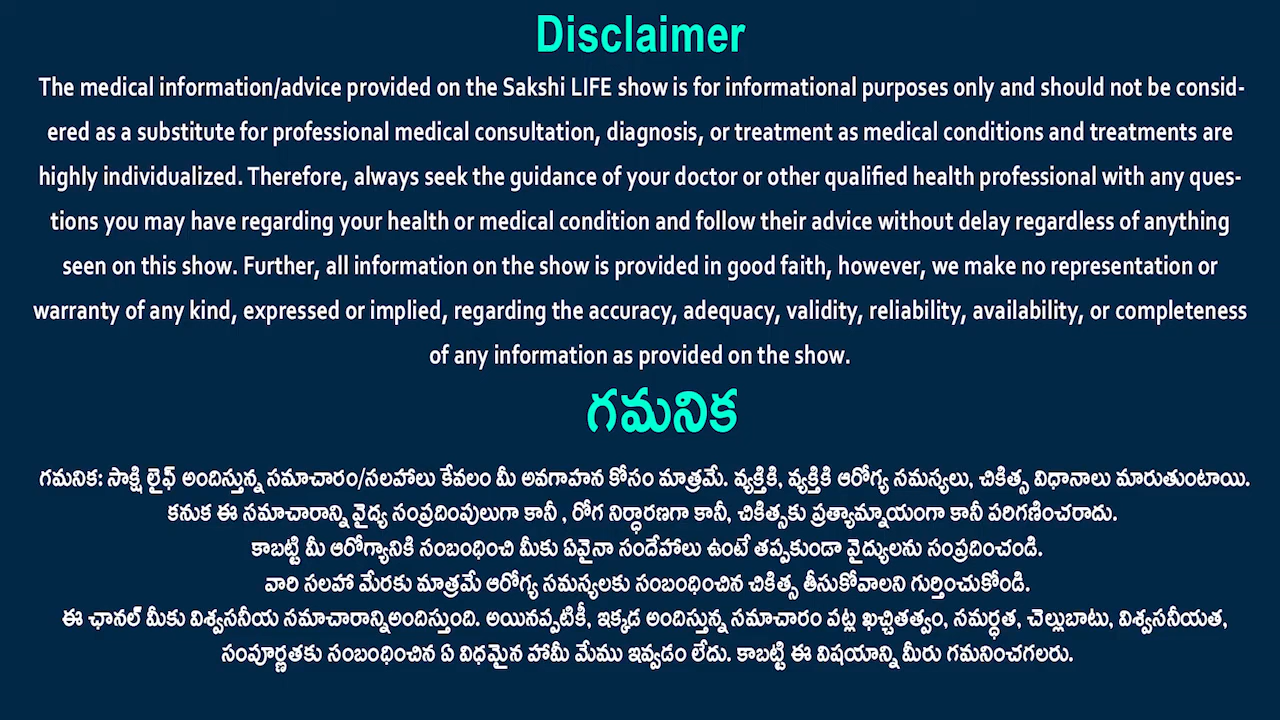 Disclaimer
The medical information/advice provided on the Sakshi LIFE show is for informational purposes only and should not be consid-
ered as a substitute for professional medical consultation, diagnosis, or treatment as medical conditions and treatments are
highly individualized. Therefore, always seek the guidance of your doctor or other qualified health professional with any ques-
tions you may have regarding your health or medical condition and follow their advice without delay regardless of anything
seen on this show. Further, all information on the show is provided in good faith, however, we make no representation or
warranty of any kind, expressed or implied, regarding the accuracy, adequacy, validity, reliability, availability, or completeness
of any information as provided on the show.
గమనిక
గమనిక: సాక్షి లైఫ్ అందిస్తున్న సమాచారం/సలహాలు కేవలం మీ అవగాహన కోసం మాత్రమే. వ్యక్తికి, వ్యక్తికి ఆరోగ్య సమస్యలు, చికిత్స విధానాలు మారుతుంటాయి.
కనుక ఈ సమాచారాన్ని వైద్య సంప్రదింపులుగా కానీ , రోగ నిర్ధారణగా కానీ, చికిత్సకు ప్రత్యామ్నాయంగా కానీ పరిగణించరాదు.
కాబట్టి మీ ఆరోగ్యానికి సంబంధించి మీకు ఏవైనా సందేహాలు ఉంటే తప్పకుండా వైద్యులను సంప్రదించండి.
వారి సలహా మేరకు మాత్రమే ఆరోగ్య సమస్యలకు సంబంధించిన చికిత్స తీసుకోవాలని గుర్తించుకోండి.
ఈ ఛానల్ మీకు విశ్వసనీయ సమాచారాన్నిఅందిస్తుంది. అయినప్పటికీ, ఇక్కడ అందిస్తున్న సమాచారం పట్ల ఖచ్చితత్వం, సమర్ధత, చెల్లుబాటు, విశ్వసనీయత,
సంపూర్ణతకు సంబంధించిన ఏ విధమైన హామీ మేము ఇవ్వడం లేదు. కాబట్టి ఈ విషయాన్ని మీరు గమనించగలరు.